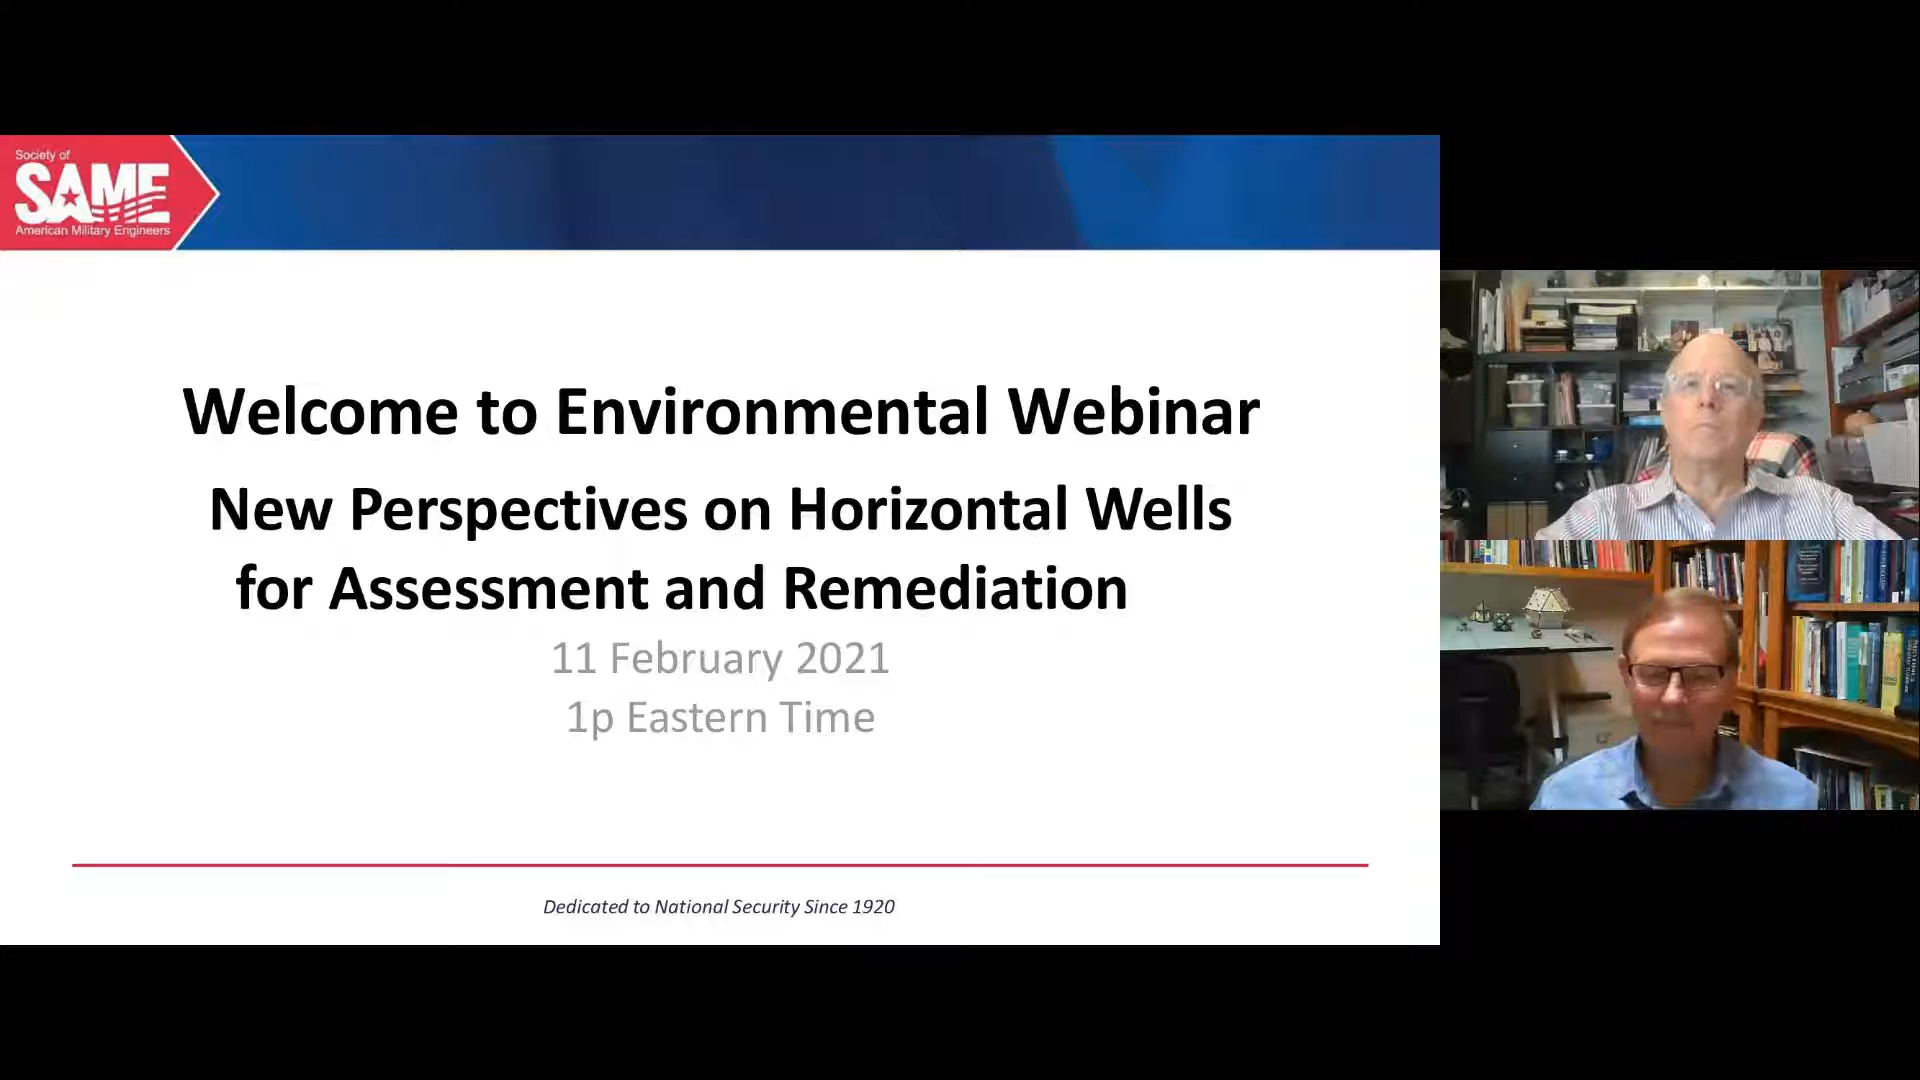 Society of
SAME
American Military Engineers
Welcome to Environmental Webinar
New Perspectives on Horizontal Wells
for Assessment and Remediation
11 February 2021
1p Eastern Time
Dedicated to National Security Since 1920